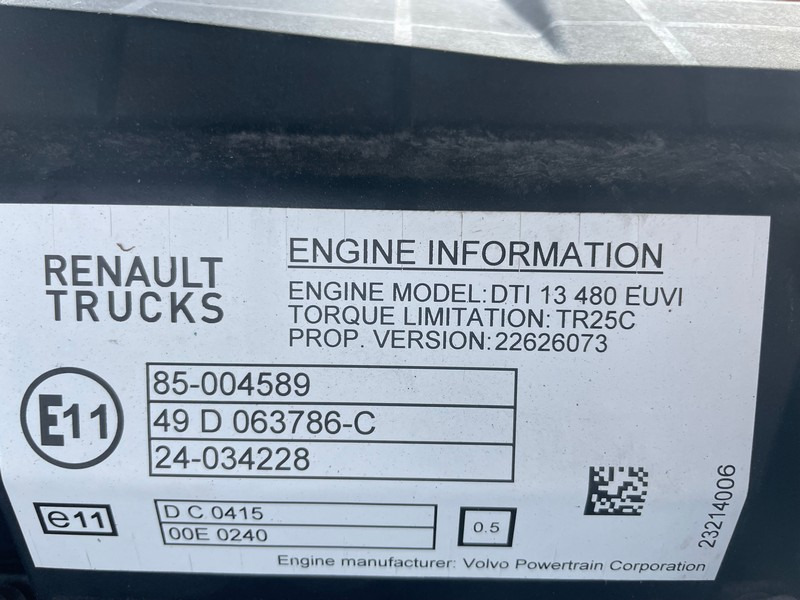 RENAULT
TRUCKS
ENGINE INFORMATION
ENGINE MODEL:DTI 13 480 EUVI
TORQUE LIMITATION:TR25C
PROP. VERSION:22626073
E11
85-004589
49 D 063786-C
24-034228
e11
D C 0415
00E 0240
0.5
23214006
Engine manufacturer: Volvo Powertrain Corporation